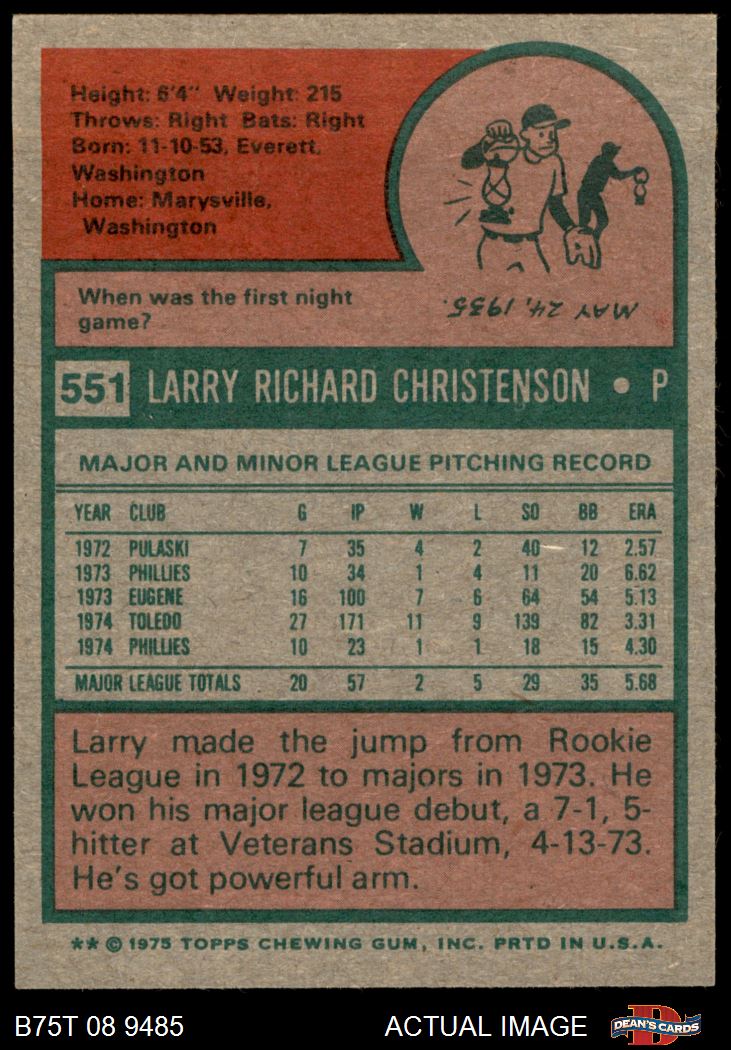 Height: 6'4" Weight: 215
Throws: Right Bats: Right
Born: 11-10-53, Everett,
Washington
Home: Marysville,
Washington
When was the first night
game?
MAY 24, 1935.
551 LARRY RICHARD CHRISTENSON • P
MAJOR AND MINOR LEAGUE PITCHING RECORD
YEAR CLUB G IP W L SO BB ERA
1972 PULASKI 7 35 4 2 40 12 2.57
1973 PHILLIES 10 34 1 4 11 20 6.62
1973 EUGENE 16 100 7 6 64 54 5.13
1974 TOLEDO 27 171 11 9 139 82 3.31
1974 PHILLIES 10 23 1 1 18 15 4.30
MAJOR LEAGUE TOTALS 20 57 2 5 29 35 5.68
Larry made the jump from Rookie
League in 1972 to majors in 1973. He
won his major league debut, a 7-1, 5-
hitter at Veterans Stadium, 4-13-73.
He's got powerful arm.
** © 1975 TOPPS CHEWING GUM, INC. PRTD IN U.S.A.
B75T 08 9485 ACTUAL IMAGE D DEAN'S CARDS